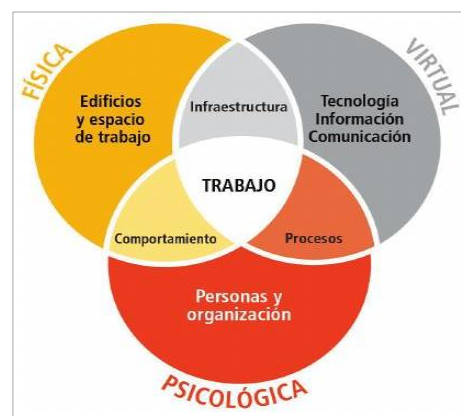 FÍSICA
VIRTUAL
Edificios
y espacio
de trabajo
Infraestructura
Tecnología
Información
Comunicación
TRABAJO
Comportamiento
Procesos
Personas y
organización
PSICOLÓGICA